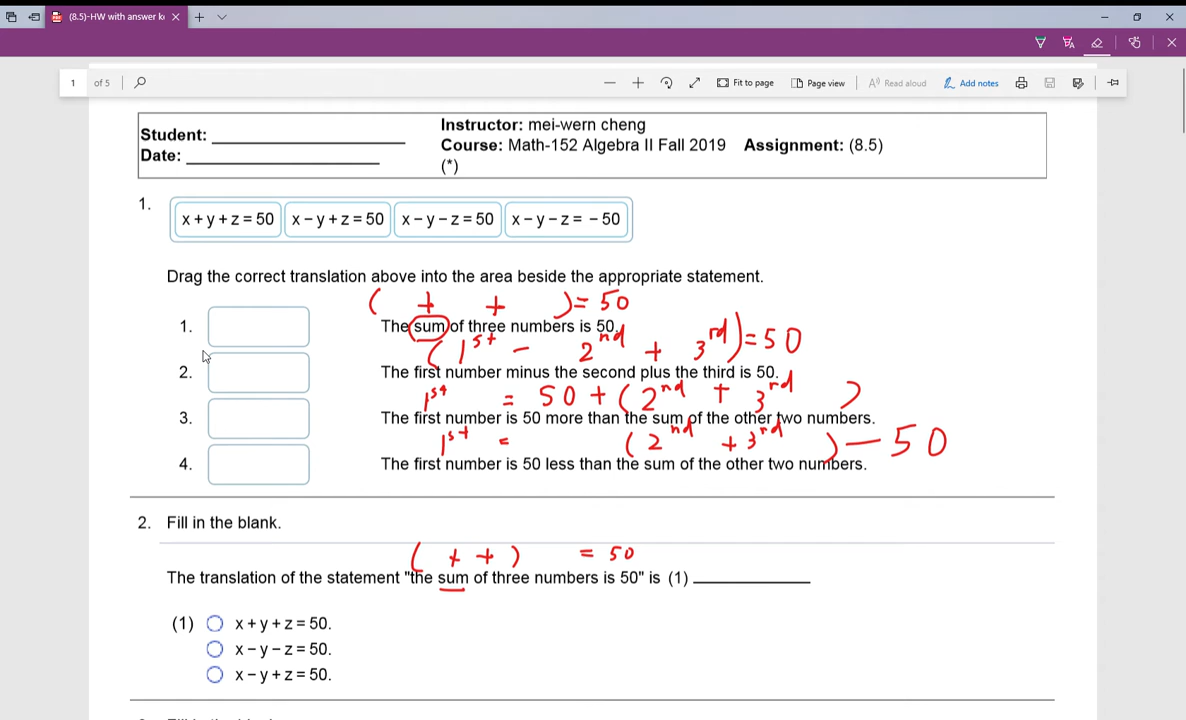 (8.5)-HW with answer k
1 of 5
Fit to page
Page view
Read aloud
Add notes
Student:
Instructor: mei-wern cheng
Date:
Course: Math-152 Algebra II Fall 2019 Assignment: (8.5)
(*)
1.
x + y + z = 50 x − y + z = 50 x − y − z = 50 x − y − z = − 50
Drag the correct translation above into the area beside the appropriate statement.
( + + ) = 50
1. The sum of three numbers is 50.
( 1st − 2nd + 3rd ) = 50
2. The first number minus the second plus the third is 50.
1st = 50 + ( 2nd + 3rd )
3. The first number is 50 more than the sum of the other two numbers.
1st = ( 2nd + 3rd ) − 50
4. The first number is 50 less than the sum of the other two numbers.
2. Fill in the blank.
( + + ) = 50
The translation of the statement "the sum of three numbers is 50" is (1)
(1) x + y + z = 50.
x − y − z = 50.
x − y + z = 50.